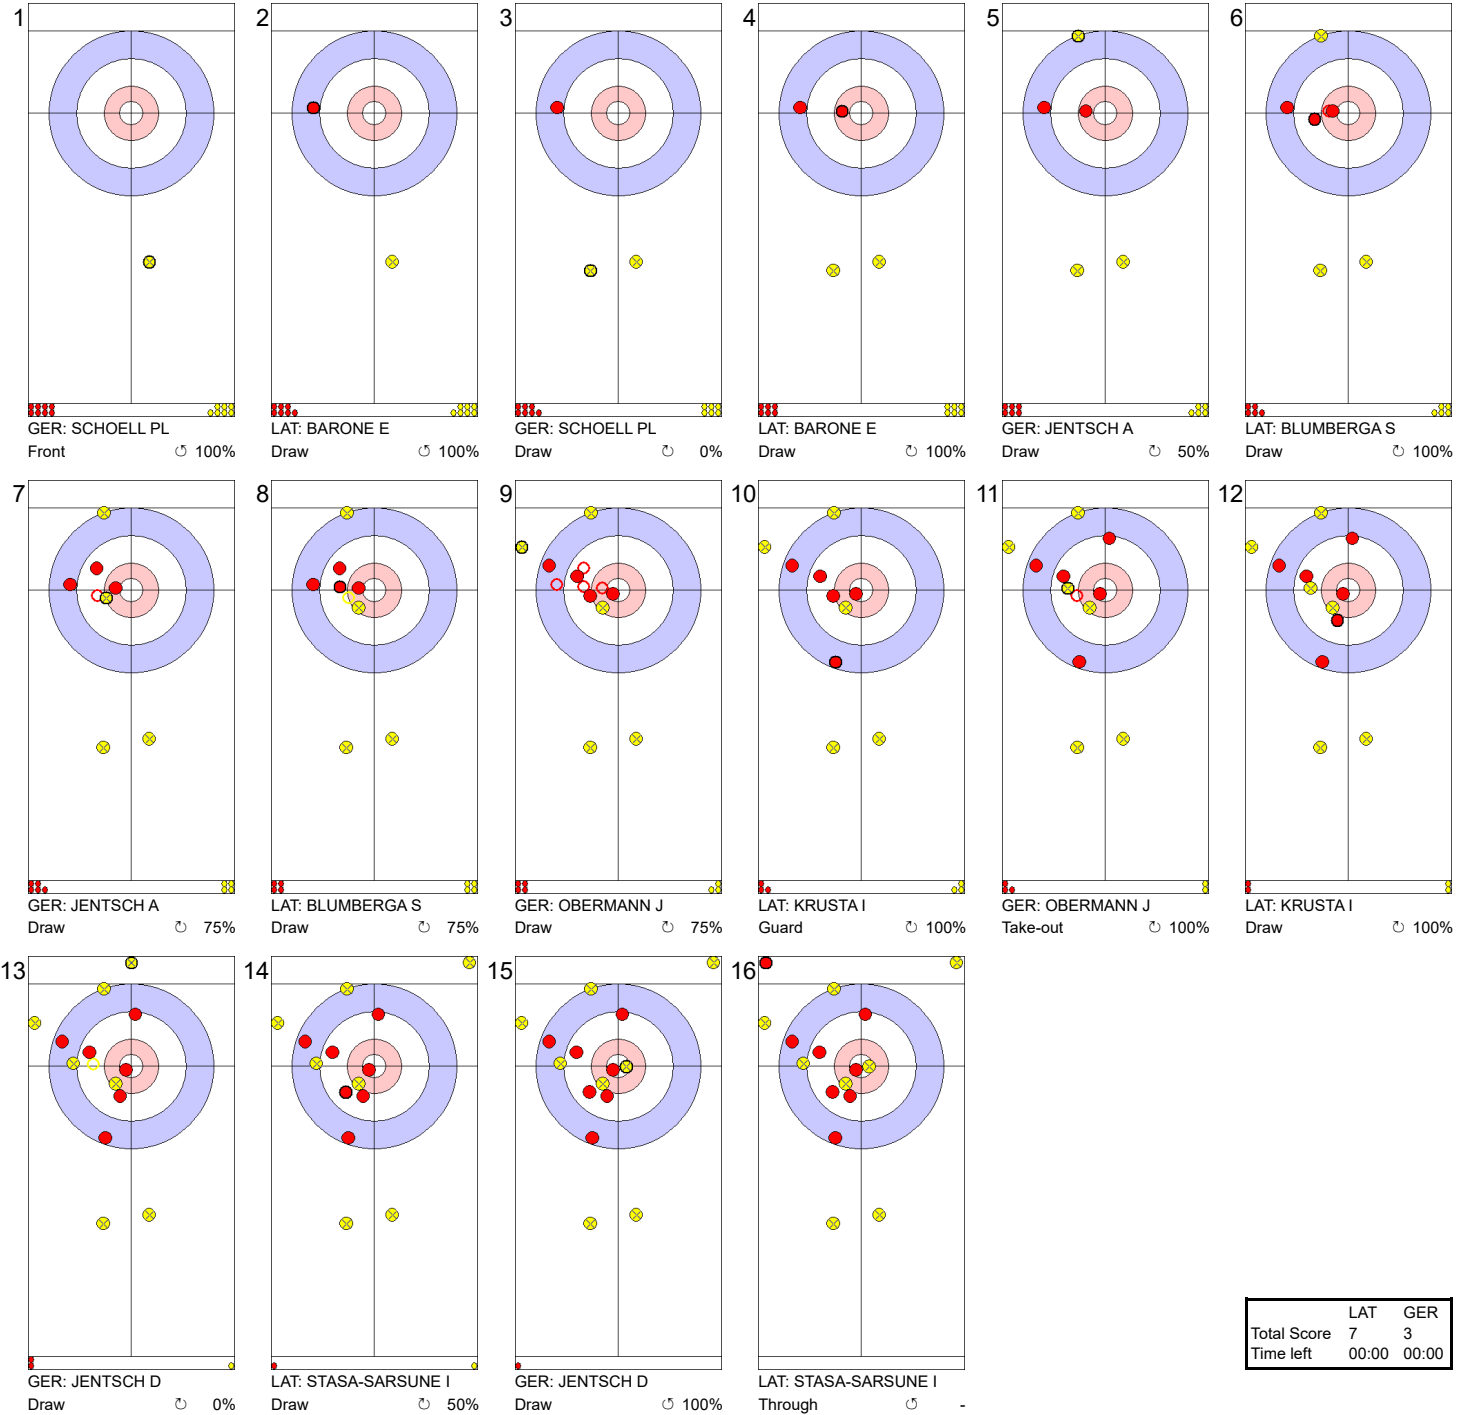 1 2 3 4 5 6
GER: SCHOELL PL LAT: BARONE E GER: SCHOELL PL LAT: BARONE E GER: JENTSCH A LAT: BLUMBERGA S
Front ↺ 100% Draw ↺ 100% Draw ↻ 0% Draw ↻ 100% Draw ↻ 50% Draw ↻ 100%
7 8 9 10 11 12
GER: JENTSCH A LAT: BLUMBERGA S GER: OBERMANN J LAT: KRUSTA I GER: OBERMANN J LAT: KRUSTA I
Draw ↻ 75% Draw ↻ 75% Draw ↻ 75% Guard ↻ 100% Take-out ↻ 100% Draw ↻ 100%
13 14 15 16
LAT GER
Total Score 7 3
Time left 00:00 00:00
GER: JENTSCH D LAT: STASA-SARSUNE I GER: JENTSCH D LAT: STASA-SARSUNE I
Draw ↻ 0% Draw ↻ 50% Draw ↻ 100% Through ↺ -